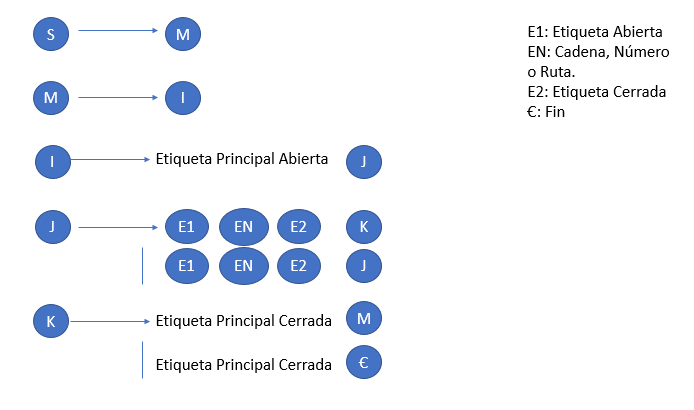 S M
M I
I Etiqueta Principal Abierta J
J E1 EN E2 K
E1 EN E2 J
K Etiqueta Principal Cerrada M
Etiqueta Principal Cerrada €
E1: Etiqueta Abierta
EN: Cadena, Número
o Ruta.
E2: Etiqueta Cerrada
€: Fin